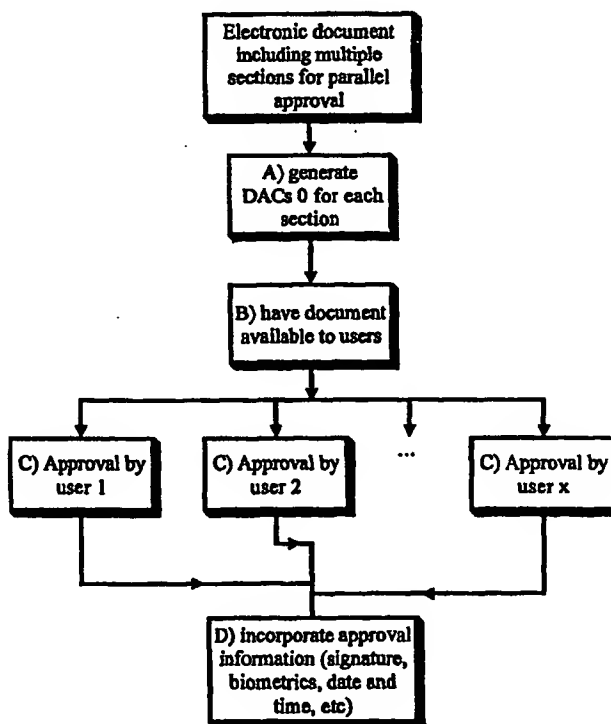 Electronic document
including multiple
sections for parallel
approval
A) generate
DACs 0 for each
section
B) have document
available to users
C) Approval by
user 1
C) Approval by
user 2
...
C) Approval by
user x
D) incorporate approval
information (signature,
biometrics, date and
time, etc)